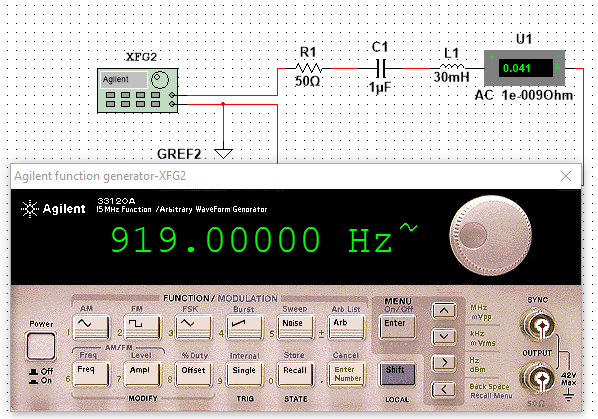 XFG2
Agilent
R1
50Ω
C1
1µF
L1
30mH
U1
0.041
AC 1e-009Ohm
GREF2
Agilent function generator-XFG2
Agilent
33120A
15 MHz Function /Arbitrary WaveForm Generator
919.00000 Hz~
FUNCTION/ MODULATION
AM FM FSK Burst Sweep Arb List
1 2 3 4 5 ± Noise Arb
AM/FM
Freq Level %Duty Internal Store Cancel
6 Freq 7 Ampl 8 Offset 9 Single 0 Recall . Enter Number
MODIFY TRIG STATE
Power
Off
On
MENU
On/Off
Enter
Shift
LOCAL
MHz
mVpp
kHz
mVrms
Hz
dBm
Back Space
Recall Menu
SYNC
OUTPUT
42V
Max
50Ω